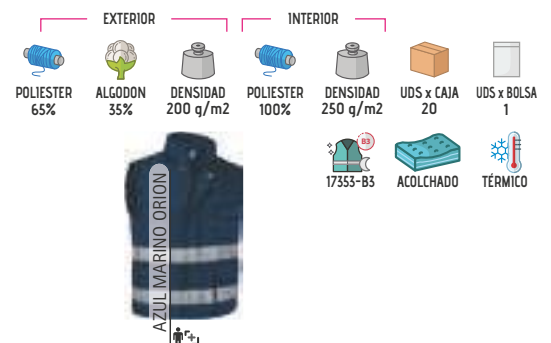 EXTERIOR
INTERIOR
POLIESTER
65%
ALGODON
35%
DENSIDAD
200 g/m2
POLIESTER
100%
DENSIDAD
250 g/m2
UDS x CAJA
20
UDS x BOLSA
1
B3
17353-B3
ACOLCHADO
TÉRMICO
AZUL MARINO ORION